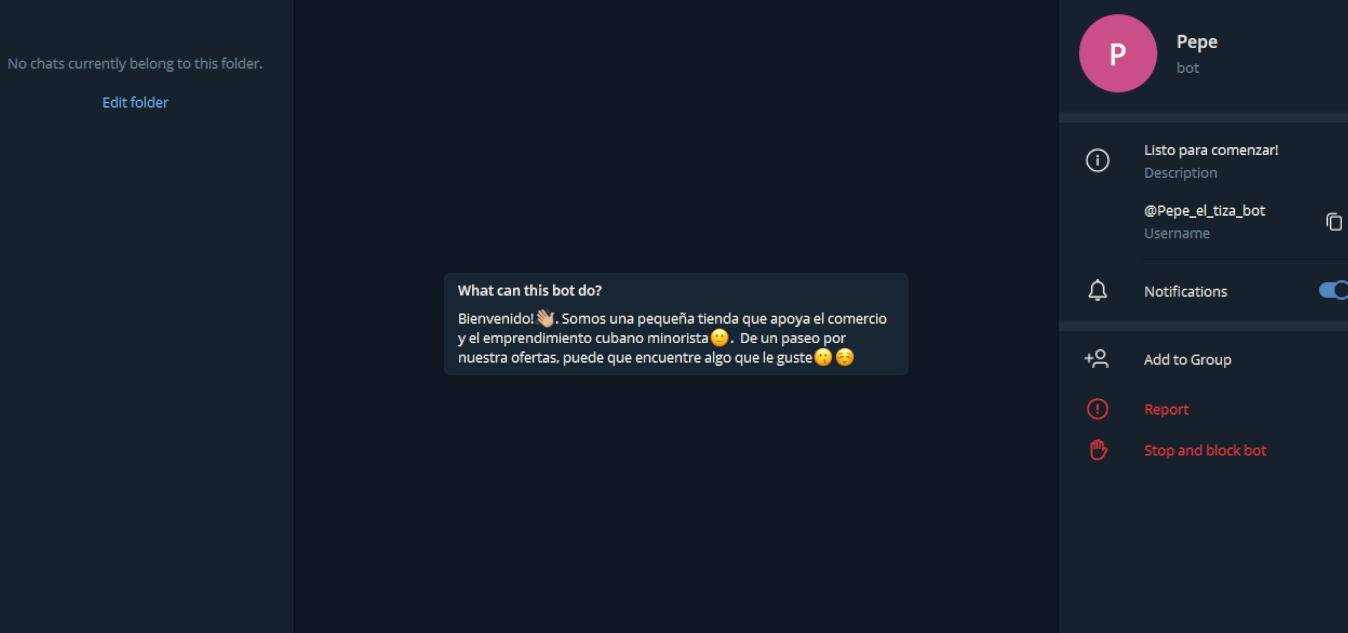 No chats currently belong to this folder.
Edit folder
What can this bot do?
Bienvenido!👋🏼. Somos una pequeña tienda que apoya el comercio
y el emprendimiento cubano minorista🙂. De un paseo por
nuestra ofertas, puede que encuentre algo que le guste😗☺️
P
Pepe
bot
Listo para comenzar!
Description
@Pepe_el_tiza_bot
Username
Notifications
Add to Group
Report
Stop and block bot